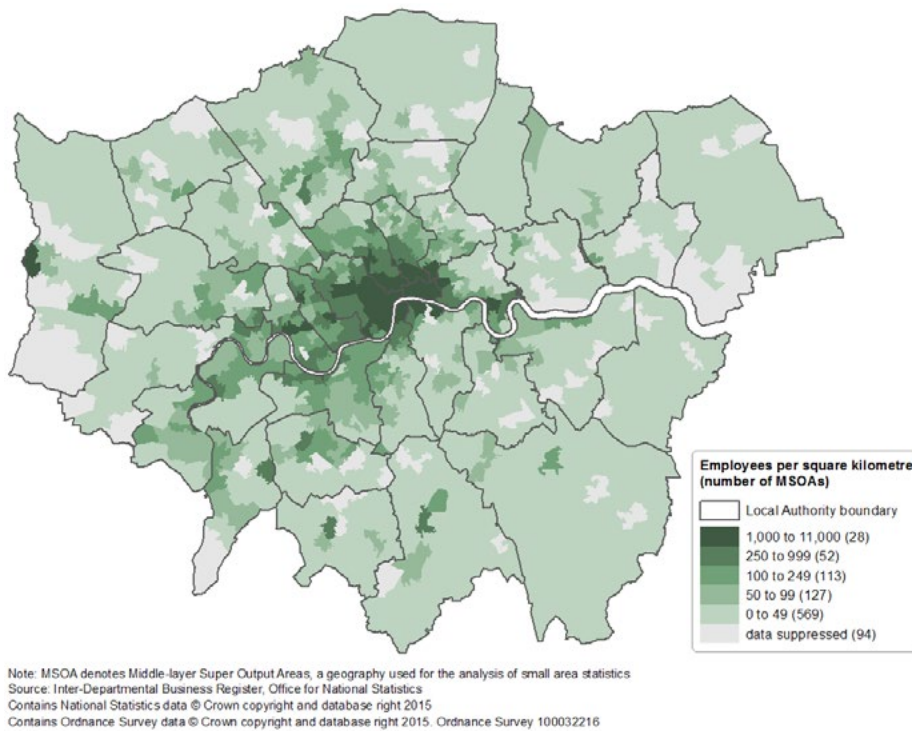 Employees per square kilometre
(number of MSOAs)
Local Authority boundary
1,000 to 11,000 (28)
250 to 999 (52)
100 to 249 (113)
50 to 99 (127)
0 to 49 (569)
data suppressed (94)
Note: MSOA denotes Middle-layer Super Output Areas, a geography used for the analysis of small area statistics
Source: Inter-Departmental Business Register, Office for National Statistics
Contains National Statistics data © Crown copyright and database right 2015
Contains Ordnance Survey data © Crown copyright and database right 2015. Ordnance Survey 100032216